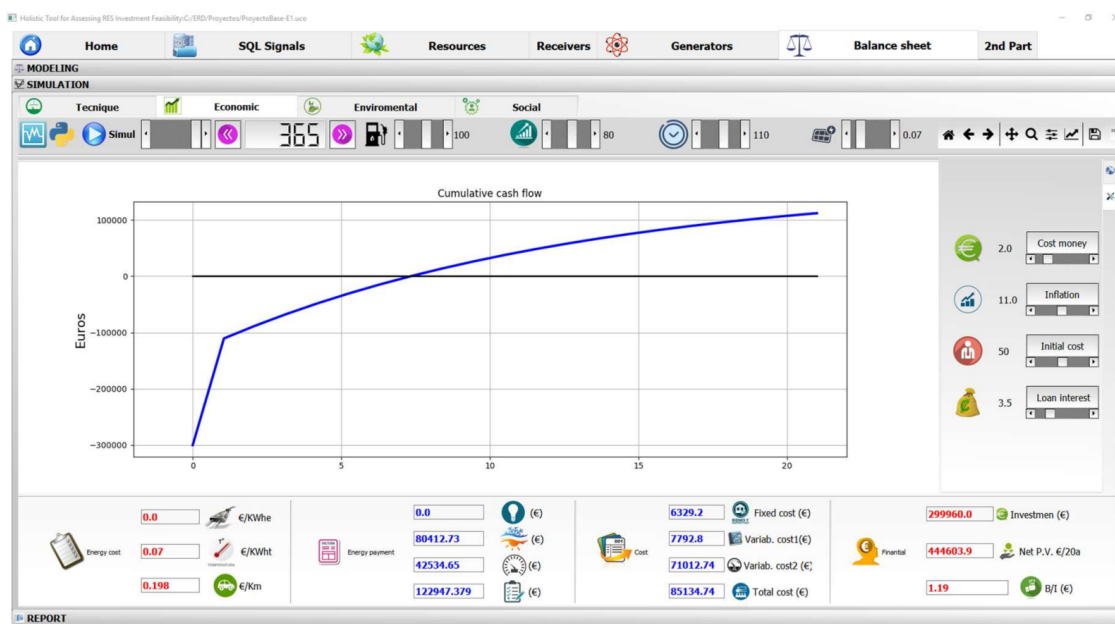 Holistic Tool for Assessing RES Investment Feasibility:C:/ERD/Proyectos/ProyectoBase-E1.uco
Home SQL Signals Resources Receivers Generators Balance sheet 2nd Part
MODELING
SIMULATION
Tecnique Economic Enviromental Social
Simul 365 100 80 110 0.07
Cumulative cash flow
Euros
100000
0
−100000
−200000
−300000
0 5 10 15 20
2.0 Cost money
11.0 Inflation
50 Initial cost
3.5 Loan interest
Energy cost
0.0 €/KWhe
0.07 €/KWht
0.198 €/Km
Energy payment
0.0 (€)
80412.73 (€)
42534.65 (€)
122947.379 (€)
Cost
6329.2 Fixed cost (€)
7792.8 Variab. cost1(€)
71012.74 Variab. cost2 (€)
85134.74 Total cost (€)
Finantial
299960.0 Investmen (€)
444603.9 Net P.V. €/20a
1.19 B/I (€)
REPORT